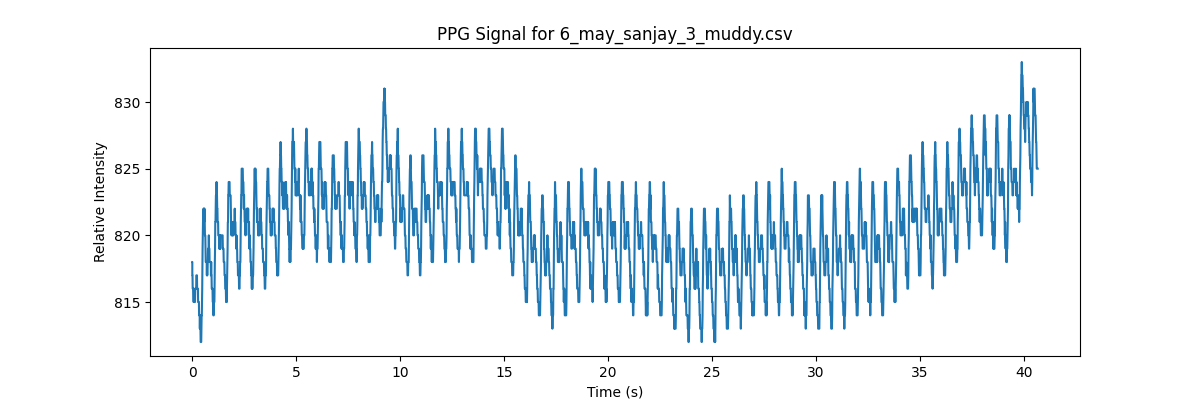 PPG Signal for 6_may_sanjay_3_muddy.csv
830
825
820
815
Relative Intensity
0 5 10 15 20 25 30 35 40
Time (s)